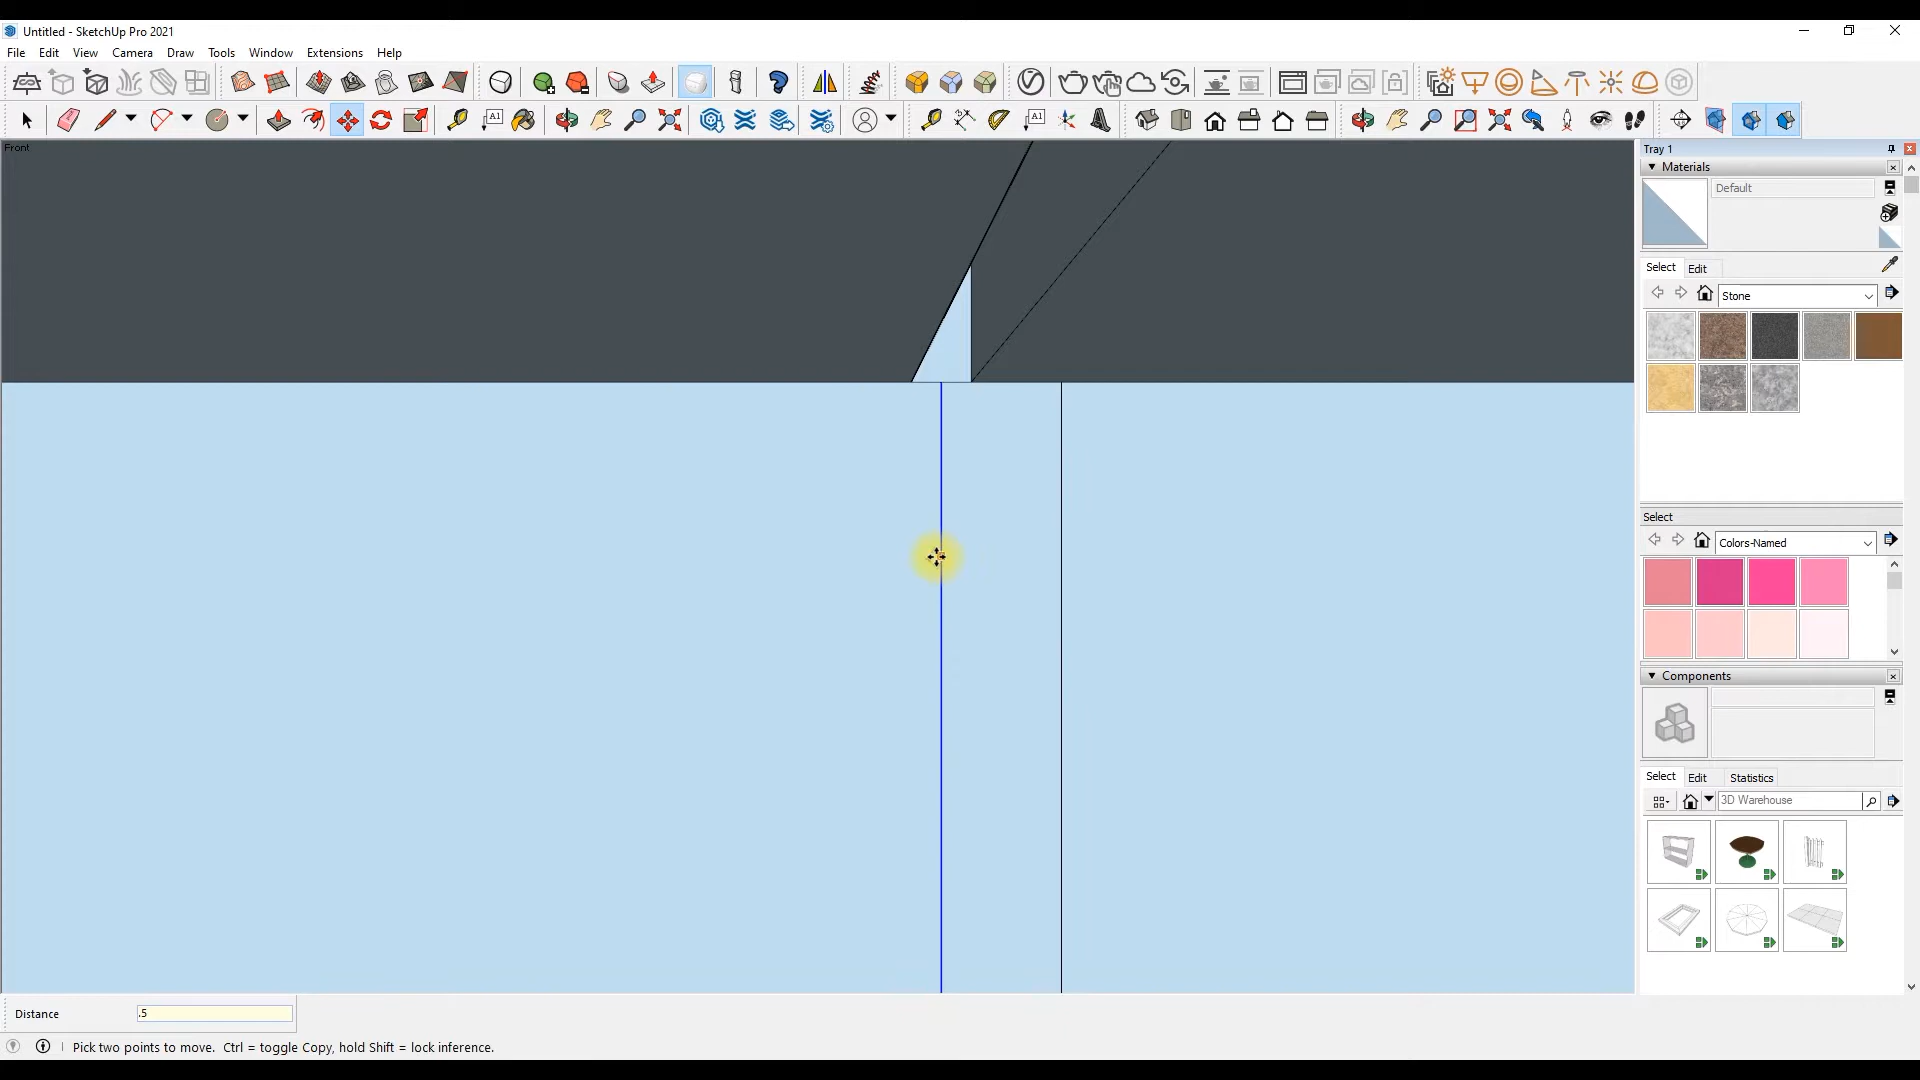 Untitled - SketchUp Pro 2021
File Edit View Camera Draw Tools Window Extensions Help
A1 A1
Front
Tray 1
Materials
Default
Select Edit
Stone
Select
Colors-Named
Components
Select Edit Statistics
3D Warehouse
Distance .5
Pick two points to move. Ctrl = toggle Copy, hold Shift = lock inference.